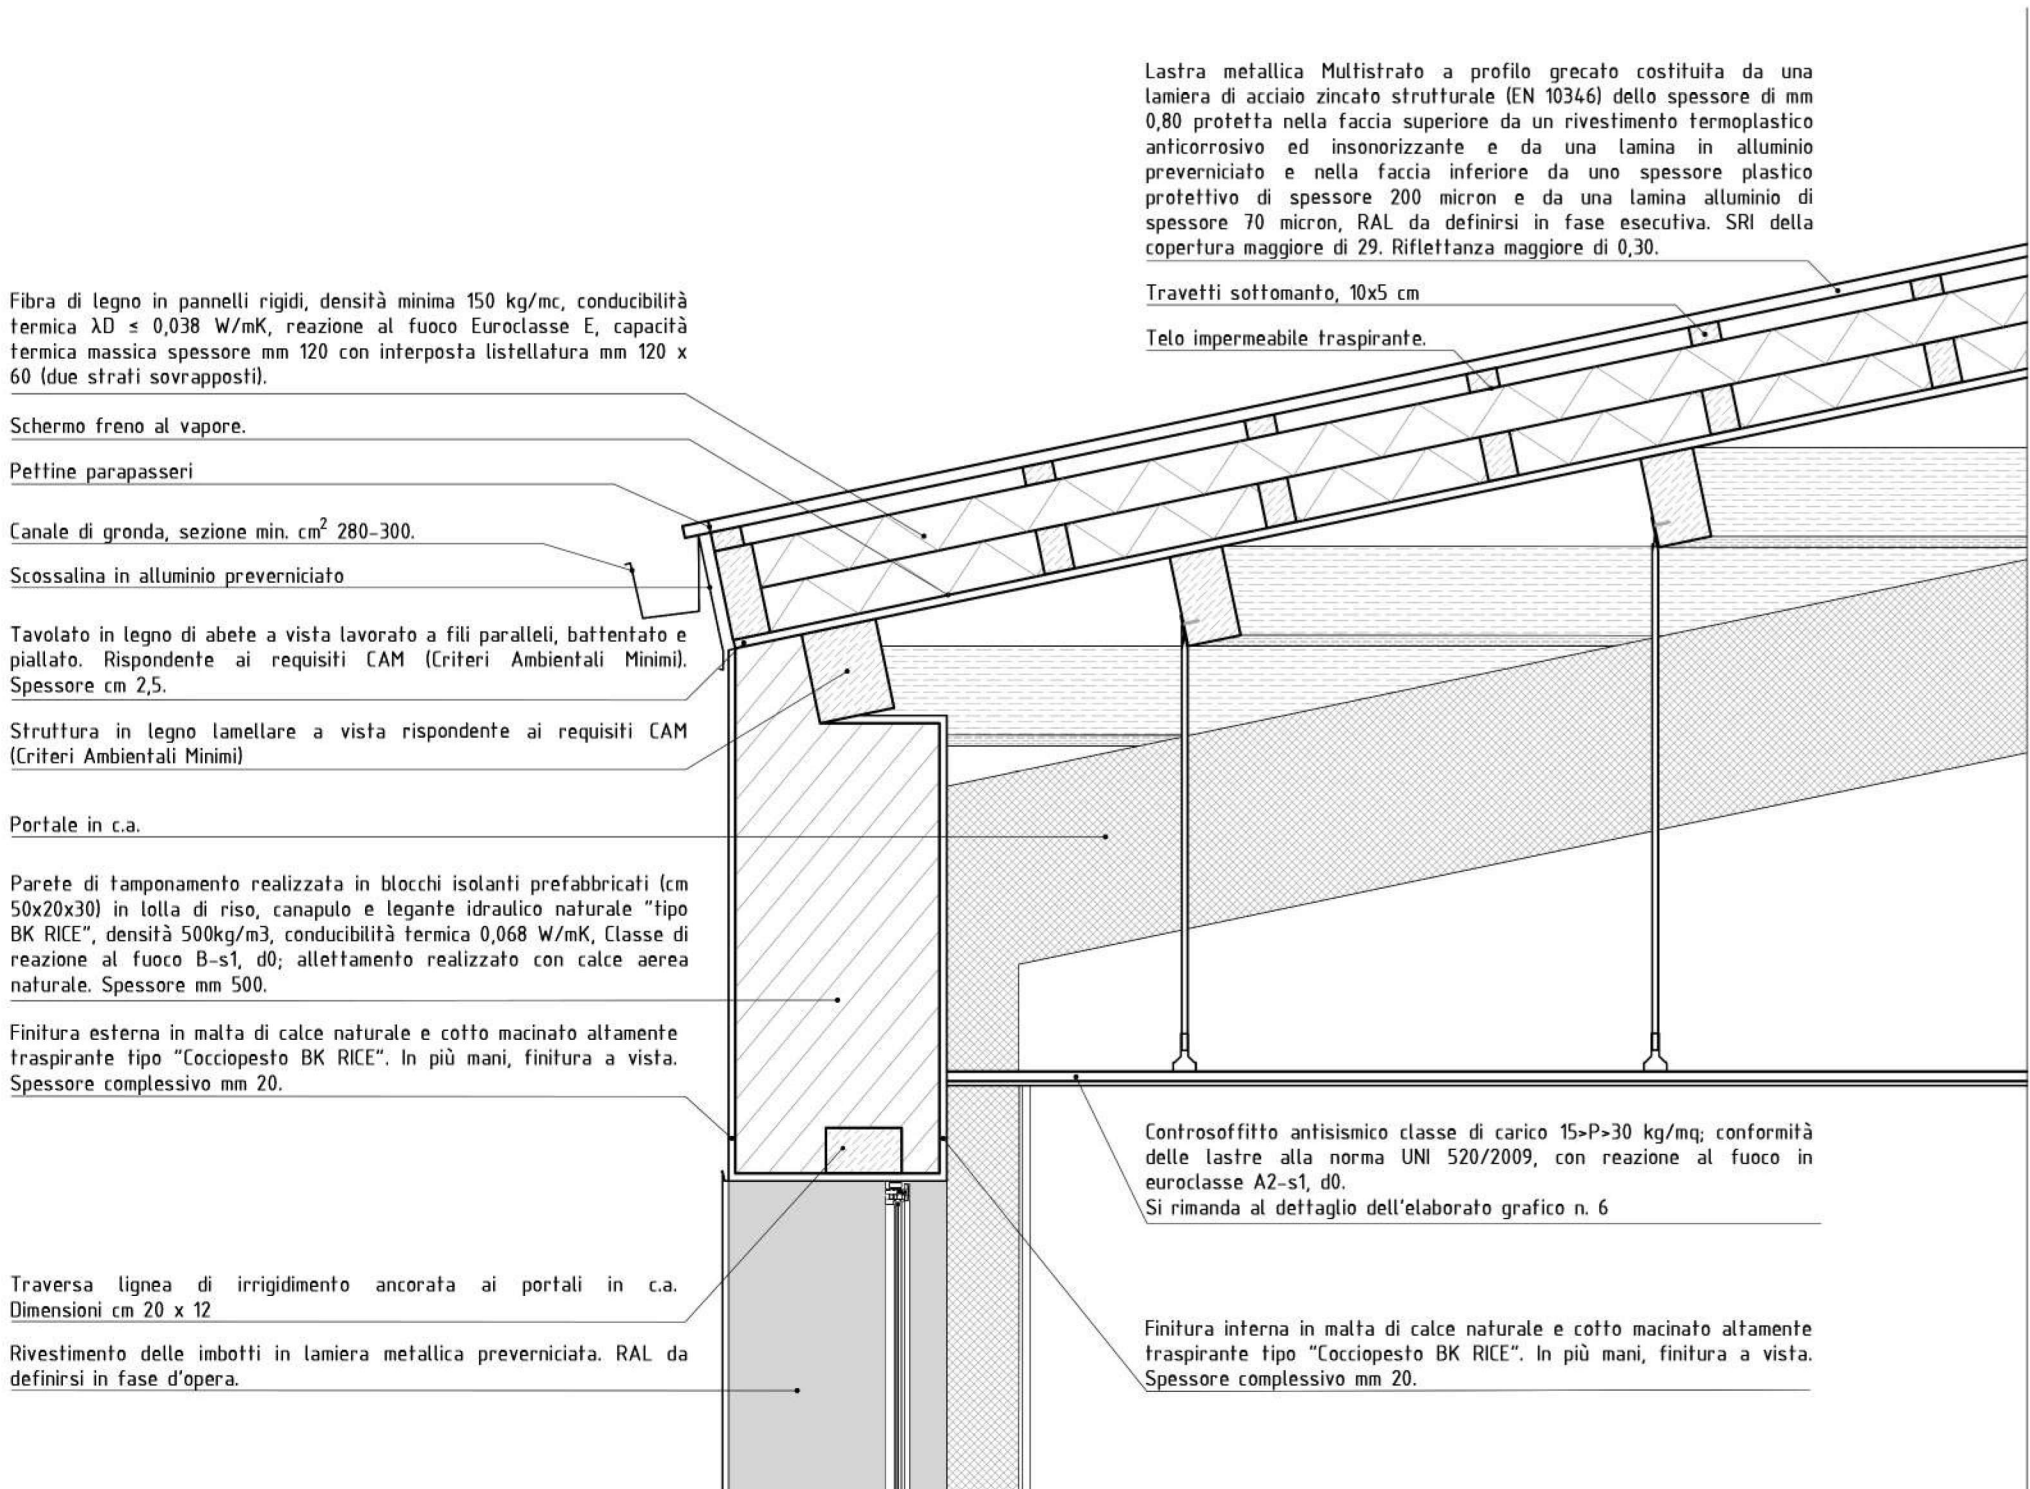 Lastra metallica Multistrato a profilo grecato costituita da una
lamiera di acciaio zincato strutturale (EN 10346) dello spessore di mm
0,80 protetta nella faccia superiore da un rivestimento termoplastico
anticorrosivo ed insonorizzante e da una lamina in alluminio
preverniciato e nella faccia inferiore da uno spessore plastico
protettivo di spessore 200 micron e da una lamina alluminio di
spessore 70 micron, RAL da definirsi in fase esecutiva. SRI della
copertura maggiore di 29. Riflettanza maggiore di 0,30.
Travetti sottomanto, 10x5 cm
Telo impermeabile traspirante.
Fibra di legno in pannelli rigidi, densità minima 150 kg/mc, conducibilità
termica λD ≤ 0,038 W/mK, reazione al fuoco Euroclasse E, capacità
termica massica spessore mm 120 con interposta listellatura mm 120 x
60 (due strati sovrapposti).
Schermo freno al vapore.
Pettine parapasseri
Canale di gronda, sezione min. cm² 280-300.
Scossalina in alluminio preverniciato
Tavolato in legno di abete a vista lavorato a fili paralleli, battentato e
piallato. Rispondente ai requisiti CAM (Criteri Ambientali Minimi).
Spessore cm 2,5.
Struttura in legno lamellare a vista rispondente ai requisiti CAM
(Criteri Ambientali Minimi)
Portale in c.a.
Parete di tamponamento realizzata in blocchi isolanti prefabbricati (cm
50x20x30) in lolla di riso, canapulo e legante idraulico naturale "tipo
BK RICE", densità 500kg/m3, conducibilità termica 0,068 W/mK, Classe di
reazione al fuoco B-s1, d0; allettamento realizzato con calce aerea
naturale. Spessore mm 500.
Finitura esterna in malta di calce naturale e cotto macinato altamente
traspirante tipo "Cocciopesto BK RICE". In più mani, finitura a vista.
Spessore complessivo mm 20.
Traversa lignea di irrigidimento ancorata ai portali in c.a.
Dimensioni cm 20 x 12
Rivestimento delle imbotti in lamiera metallica preverniciata. RAL da
definirsi in fase d'opera.
Controsoffitto antisismico classe di carico 15>P>30 kg/mq; conformità
delle lastre alla norma UNI 520/2009, con reazione al fuoco in
euroclasse A2-s1, d0.
Si rimanda al dettaglio dell'elaborato grafico n. 6
Finitura interna in malta di calce naturale e cotto macinato altamente
traspirante tipo "Cocciopesto BK RICE". In più mani, finitura a vista.
Spessore complessivo mm 20.